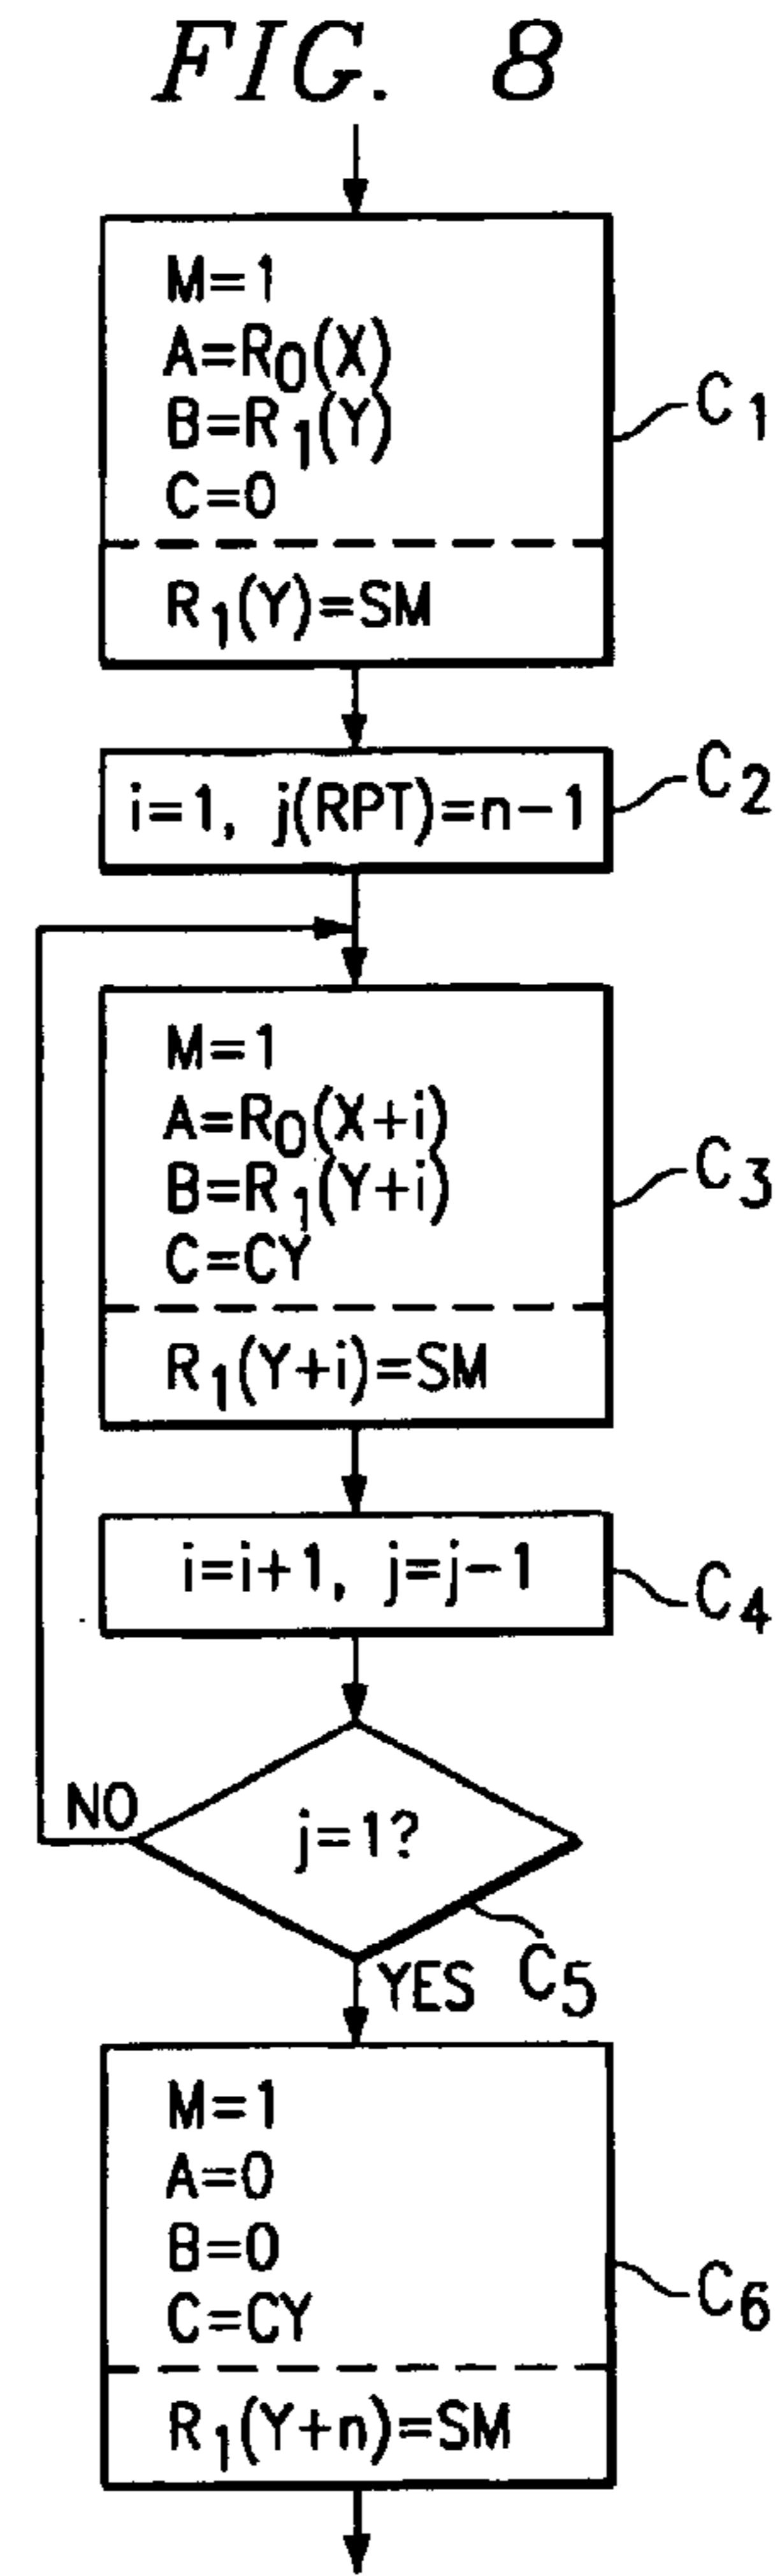 FIG. 8
M=1
A=R0(X)
B=R1(Y)
C=0
R1(Y)=SM
C1
i=1, j(RPT)=n-1
C2
M=1
A=R0(X+i)
B=R1(Y+i)
C=CY
R1(Y+i)=SM
C3
i=i+1, j=j-1
C4
NO
j=1?
YES
C5
M=1
A=0
B=0
C=CY
R1(Y+n)=SM
C6